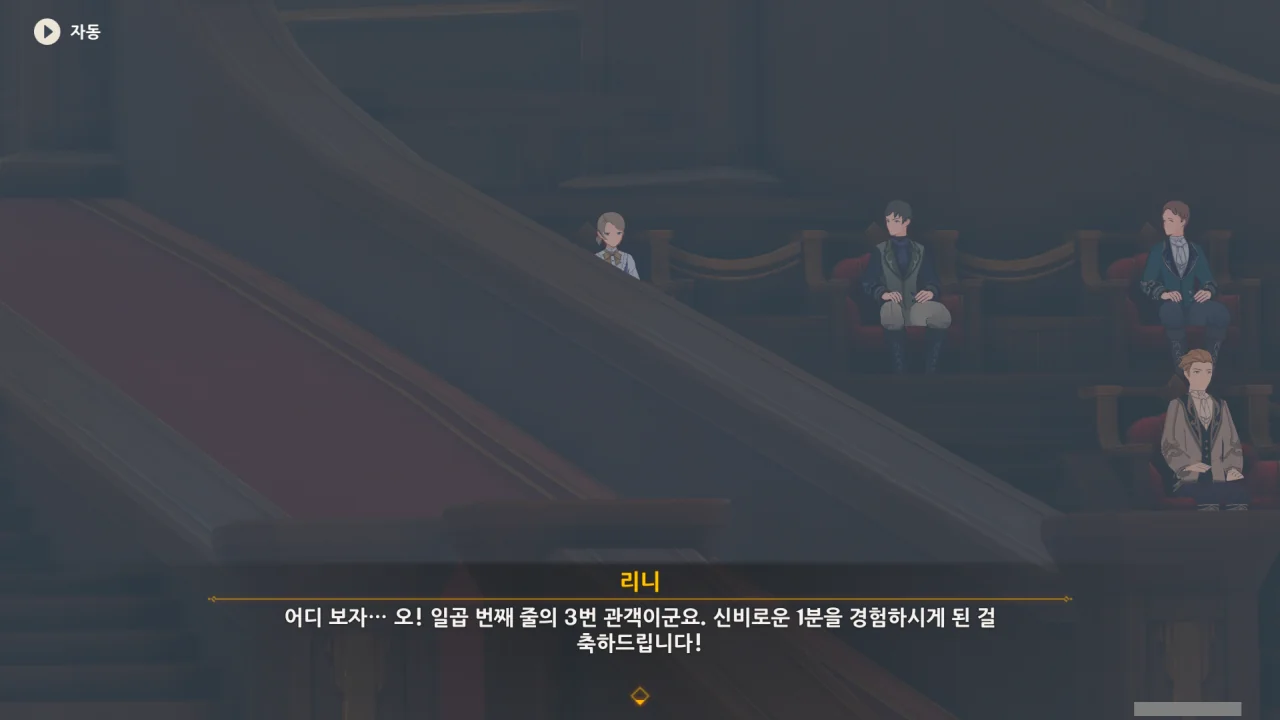 자동
리니
어디 보자… 오! 일곱 번째 줄의 3번 관객이군요. 신비로운 1분을 경험하시게 된 걸
축하드립니다!